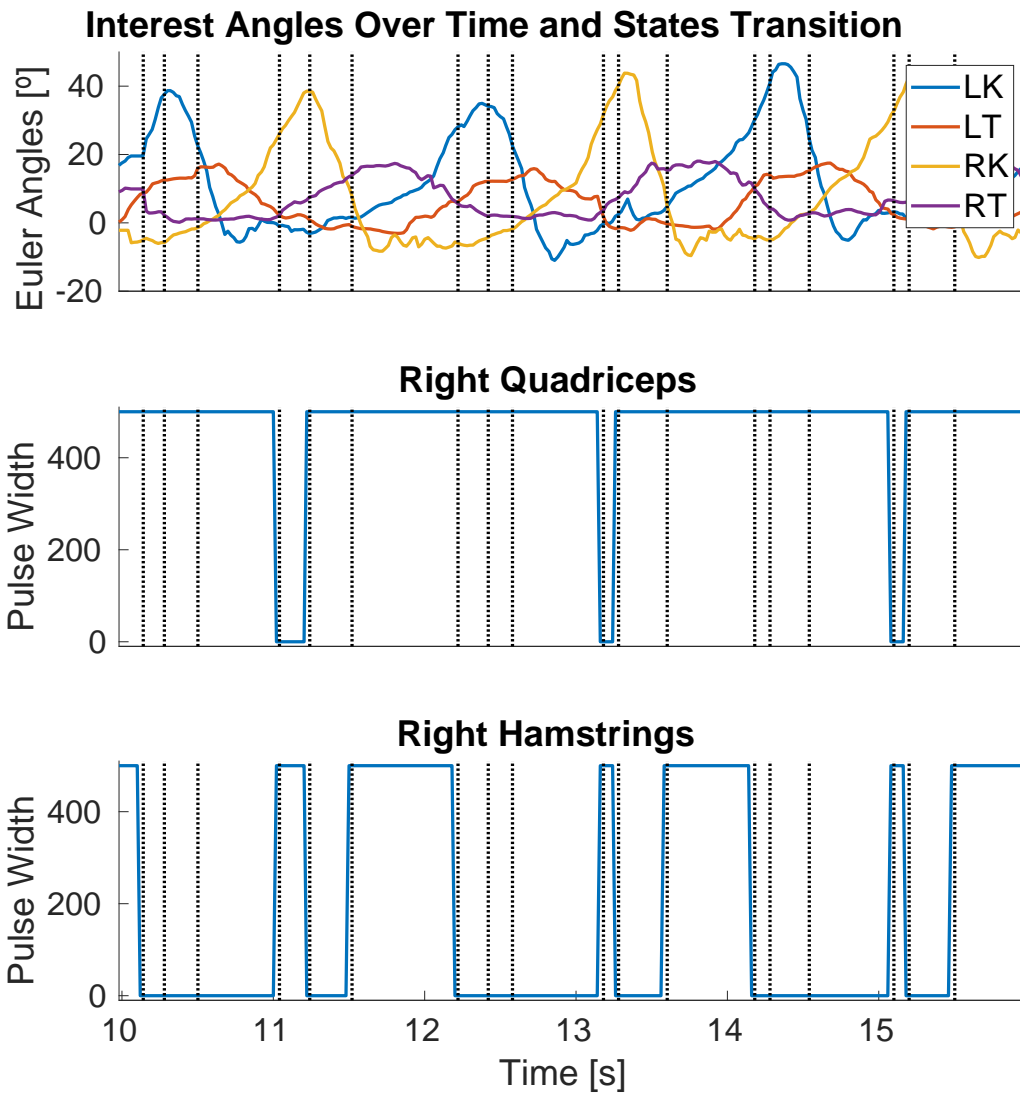 Interest Angles Over Time and States Transition
Euler Angles [º]
40
20
0
-20
LK
LT
RK
RT
Right Quadriceps
Pulse Width
400
200
0
Right Hamstrings
Pulse Width
400
200
0
10 11 12 13 14 15
Time [s]